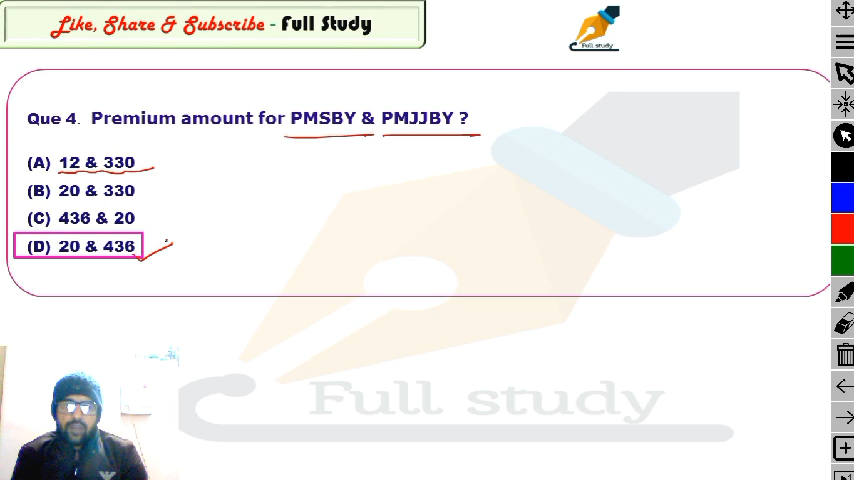 Like, Share & Subscribe - Full Study
Full study
Que 4. Premium amount for PMSBY & PMJJBY ?
(A) 12 & 330
(B) 20 & 330
(C) 436 & 20
(D) 20 & 436
Full study